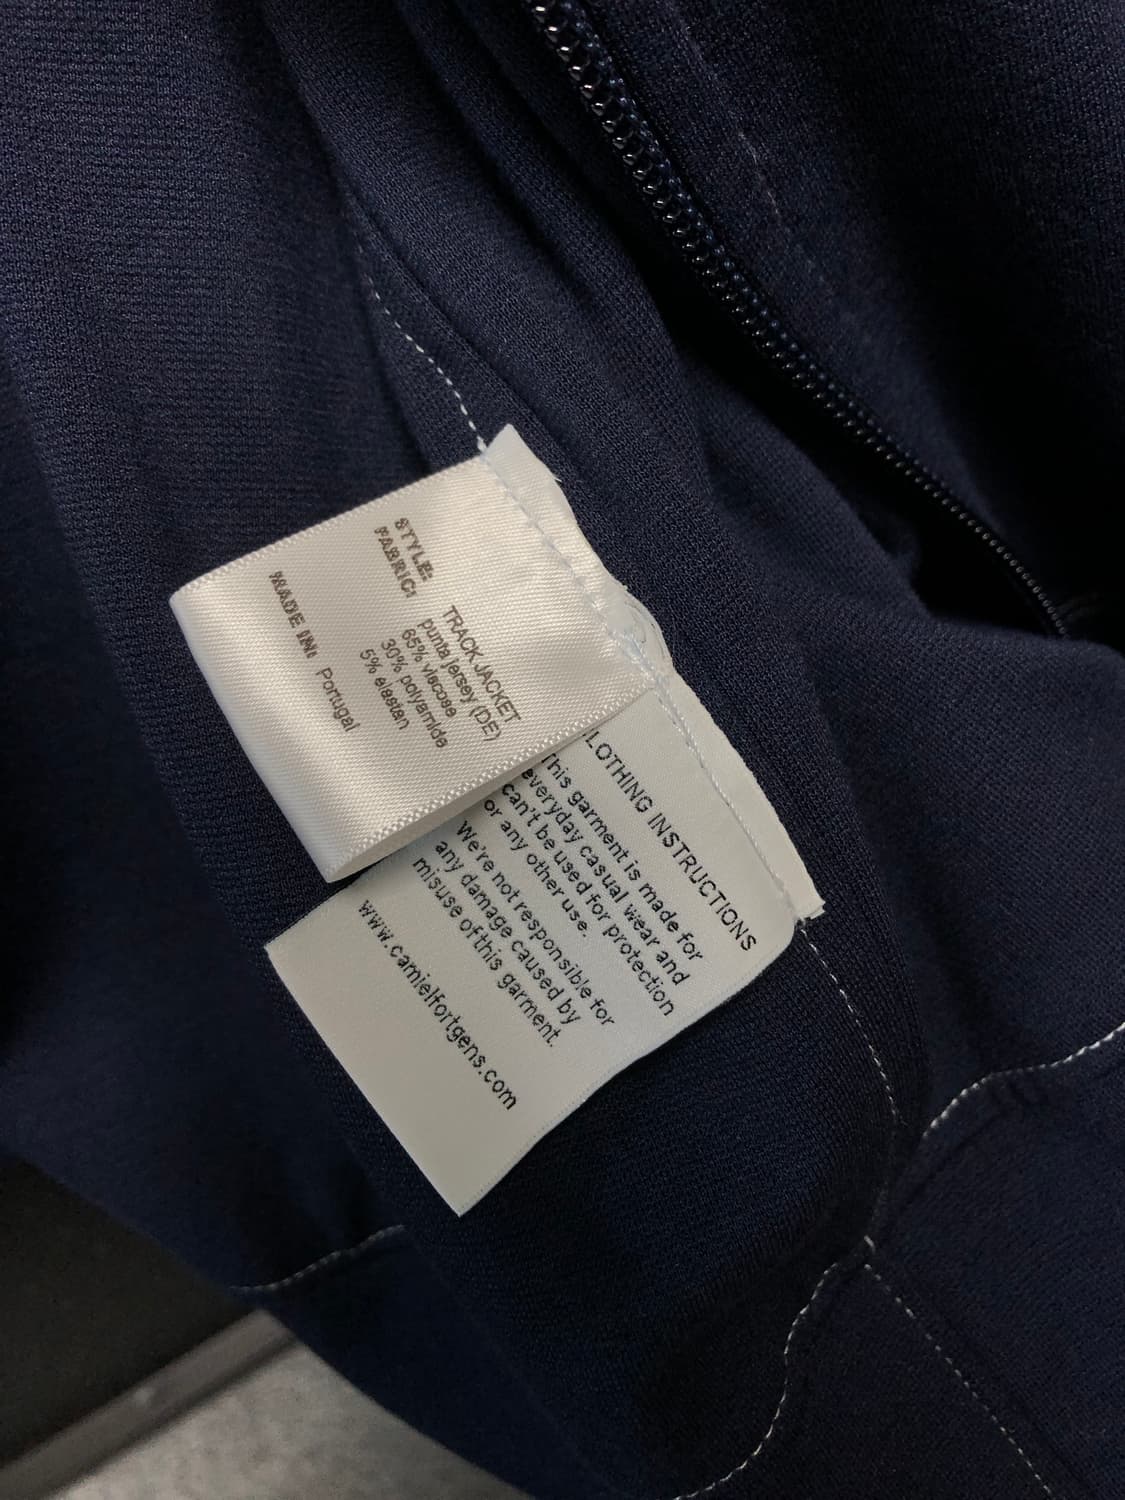 STYLE: TRACK JACKET
FABRIC: punta jersey (DE)
65% viscose
30% polyamide
5% elastan
MADE IN: Portugal
CLOTHING INSTRUCTIONS
This garment is made for
everyday casual wear and
can't be used for protection
or any other use.
We're not responsible for
any damage caused by
misuse of this garment.
www.camielfortgens.com